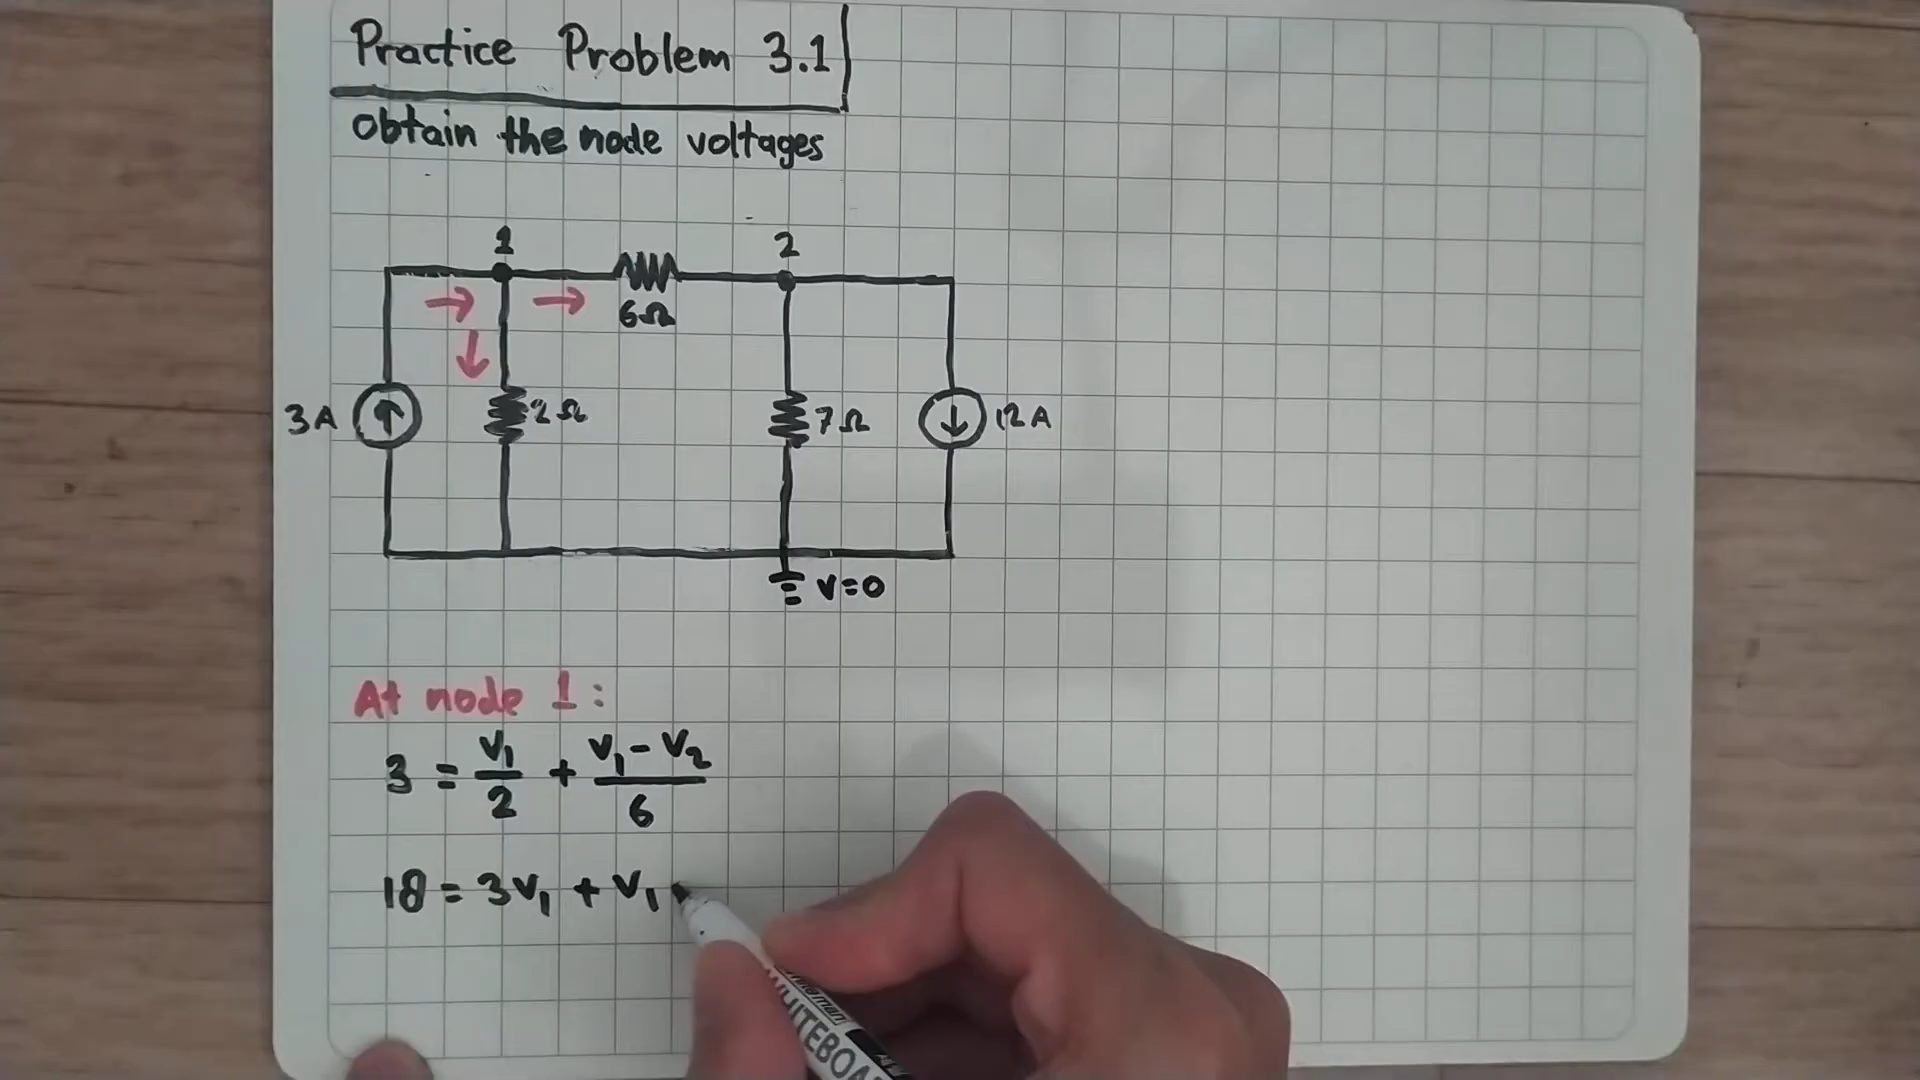 Practice Problem 3.1
obtain the node voltages
1
2
6Ω
3A
2Ω
7Ω
12A
v=0
At node 1:
3 = v₁/2 + v₁-v₂/6
18 = 3v₁ + v₁